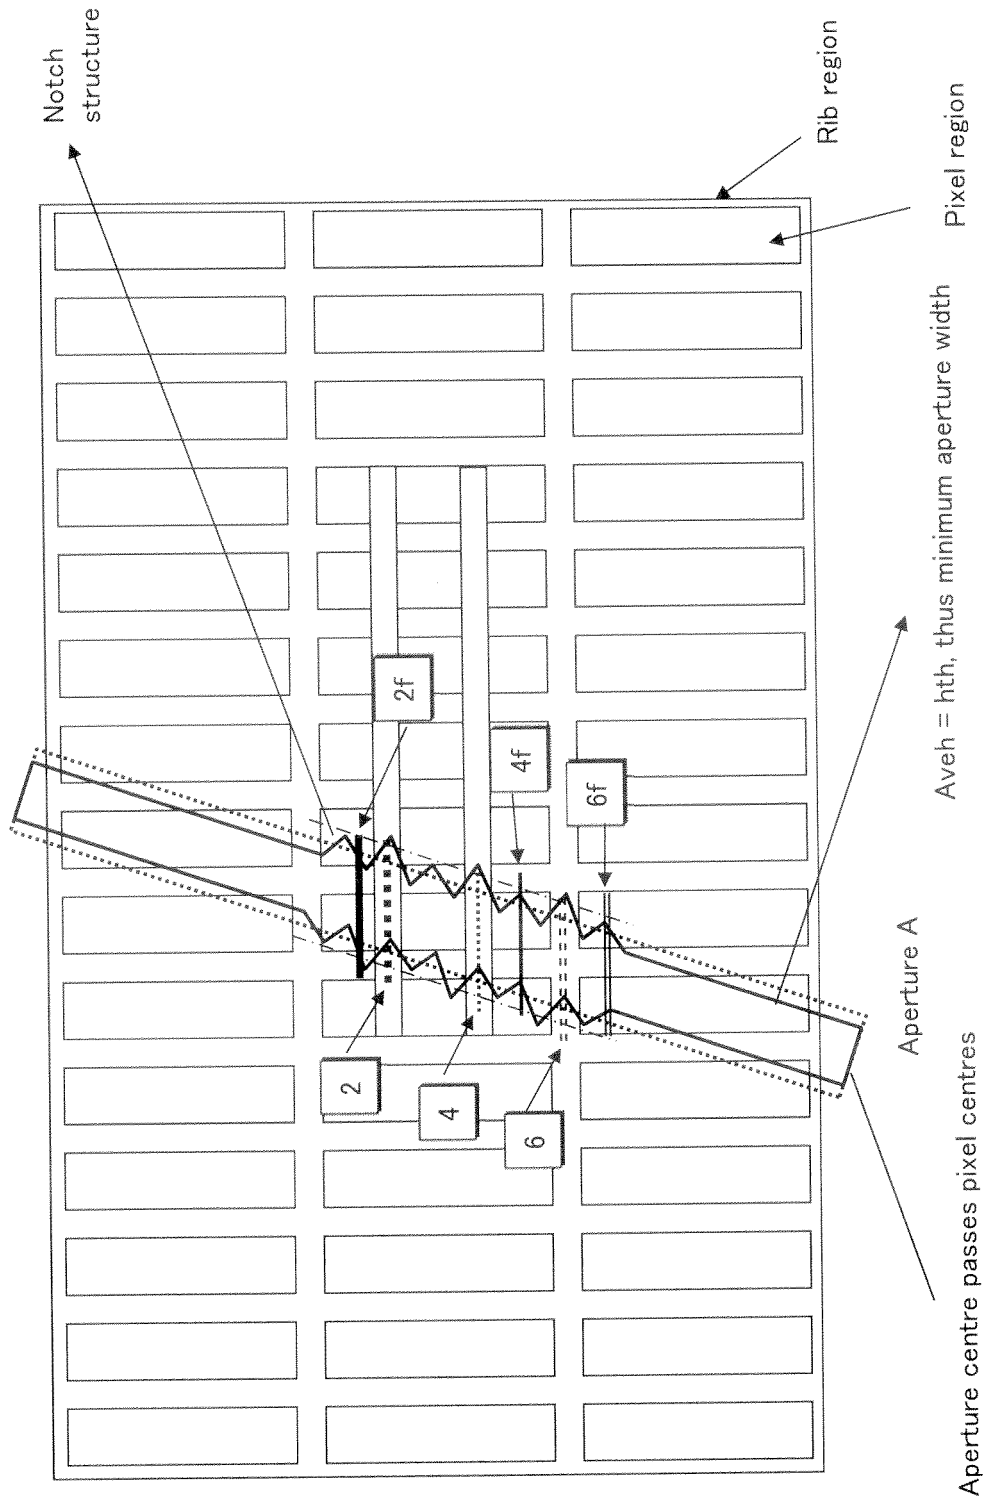 Notch
structure
Rib region
Pixel region
2f
4f
6f
2
4
6
Aveh = hth, thus minimum aperture width
Aperture A
Aperture centre passes pixel centres